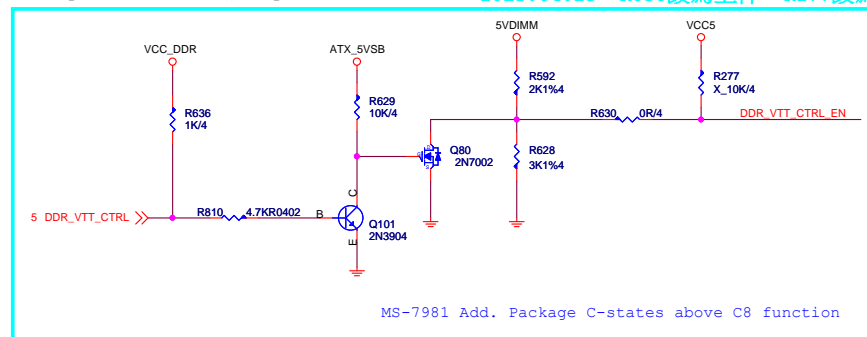 5VDIMM VCC5
VCC_DDR ATX_5VSB
R592
2K1%4
R277
X_10K/4
R636
1K/4
R629
10K/4
R630 0R/4 DDR_VTT_CTRL_EN
Q80
2N7002
R628
3K1%4
C
5 DDR_VTT_CTRL R810 4.7KR0402 B
Q101
2N3904
E
MS-7981 Add. Package C-states above C8 function